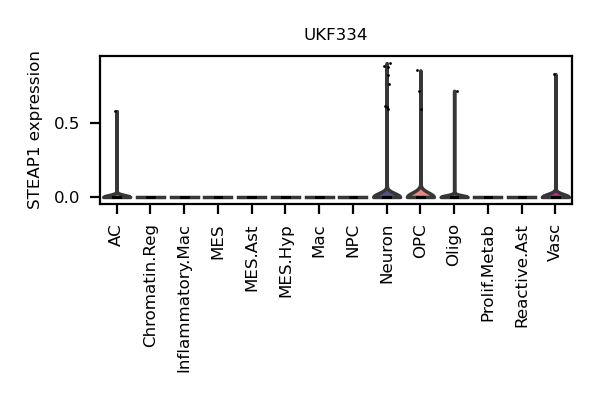 UKF334
STEAP1 expression
0.5
0.0
AC
Chromatin.Reg
Inflammatory.Mac
MES
MES.Ast
MES.Hyp
Mac
NPC
Neuron
OPC
Oligo
Prolif.Metab
Reactive.Ast
Vasc